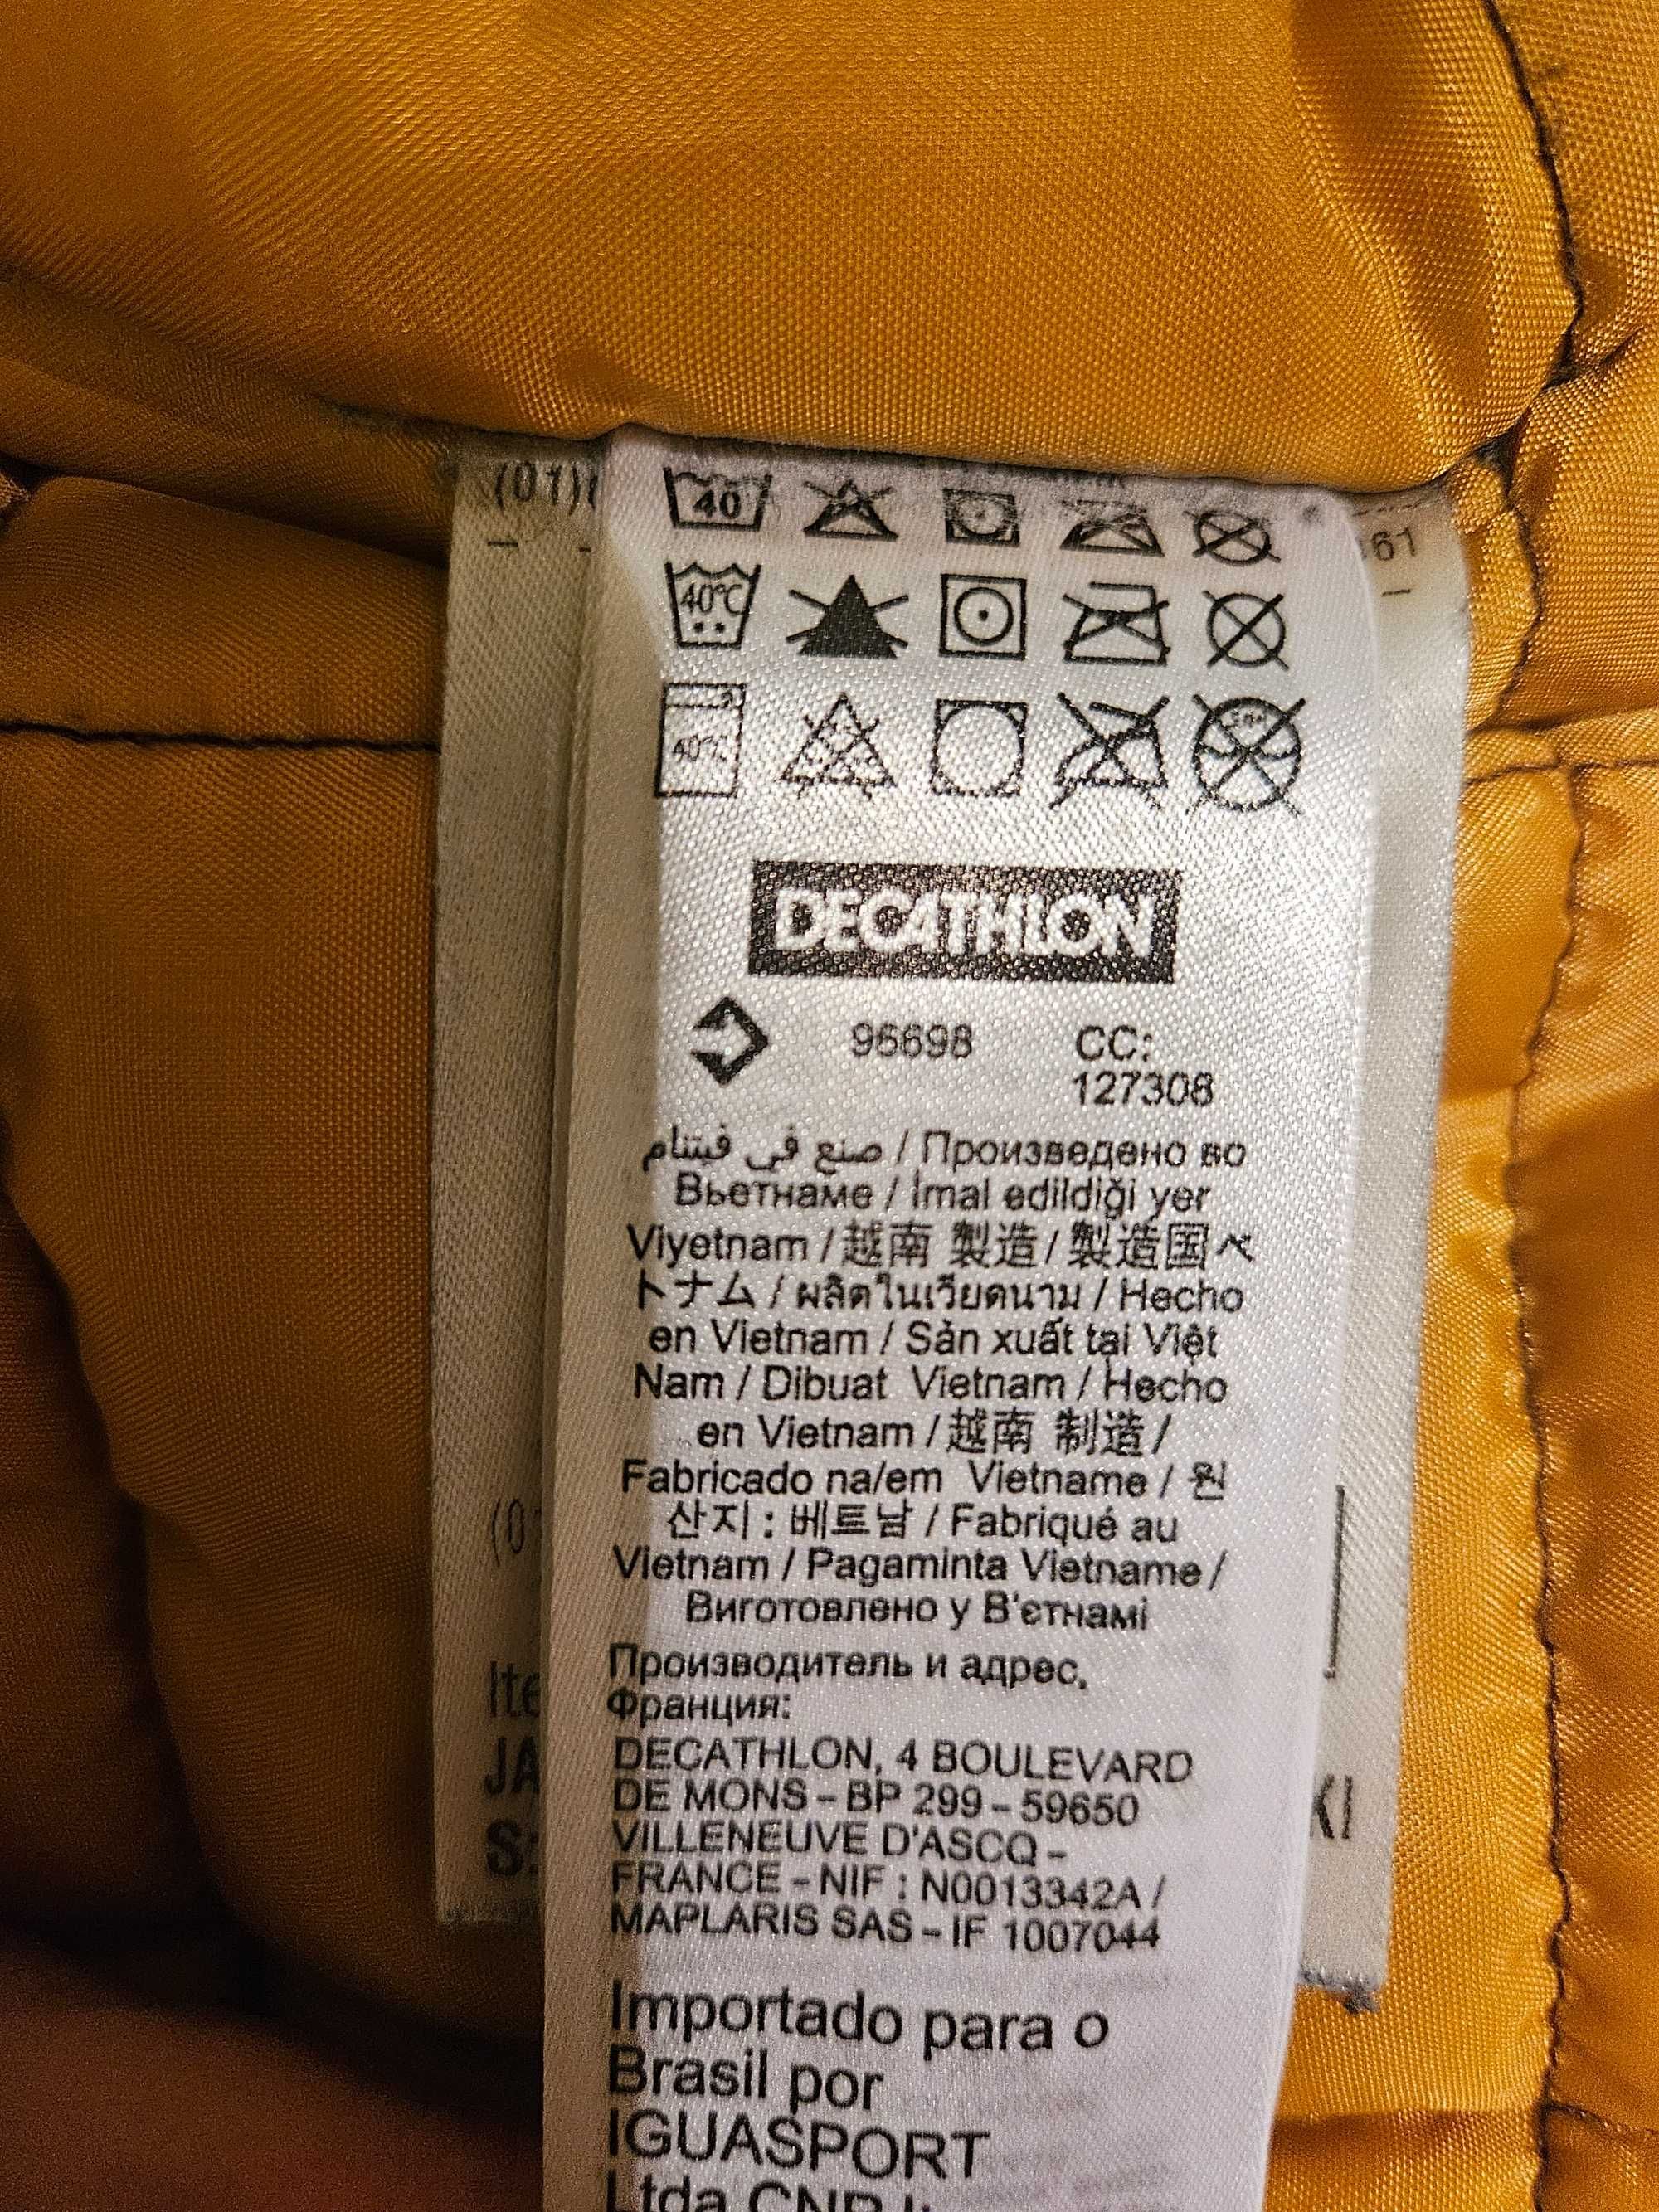 (01)
61
40
40℃
40℃
DECATHLON
96698 CC:
127308
صنع في فيتنام / Произведено во
Вьетнаме / İmal edildiği yer
Viyetnam / 越南 製造 / 製造国ベ
トナム / ผลิตในเวียดนาม / Hecho
en Vietnam / Sản xuất tại Việt
Nam / Dibuat Vietnam / Hecho
en Vietnam / 越南 制造 /
Fabricado na/em Vietname / 원
산지 : 베트남 / Fabriqué au
Vietnam / Pagaminta Vietname /
Виготовлено у В'єтнамі
Производитель и адрес,
Франция:
DECATHLON, 4 BOULEVARD
DE MONS – BP 299 – 59650
VILLENEUVE D'ASCQ –
FRANCE – NIF : N0013342A /
MAPLARIS SAS – IF 1007044
Importado para o
Brasil por
IGUASPORT
Ltda CNPJ: